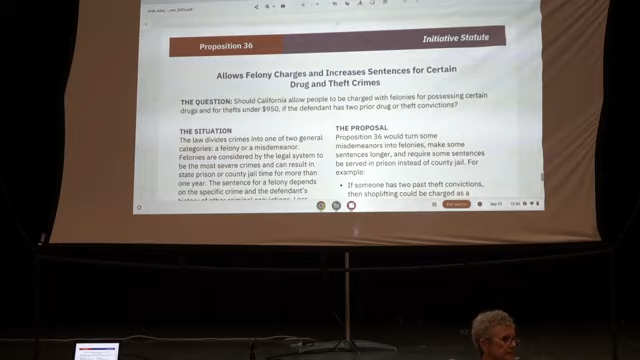 Proposition 36
Initiative Statute
Allows Felony Charges and Increases Sentences for Certain
Drug and Theft Crimes
THE QUESTION: Should California allow people to be charged with felonies for possessing certain
drugs and for thefts under $950, if the defendant has two prior drug or theft convictions?
THE SITUATION
The law divides crimes into one of two general
categories: a felony or a misdemeanor.
Felonies are considered by the legal system to
be the most severe crimes and can result in
state prison or county jail time for more than
one year. The sentence for a felony depends
on the specific crime and the defendant's
THE PROPOSAL
Proposition 36 would turn some
misdemeanors into felonies, make some
sentences longer, and require some sentences
be served in prison instead of county jail. For
example:
• If someone has two past theft convictions,
then shoplifting could be charged as a